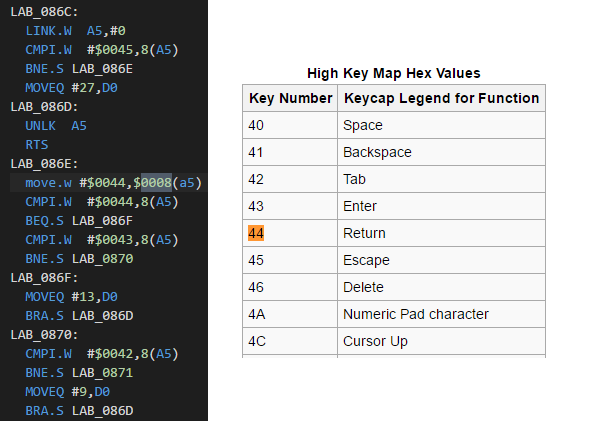 LAB_086C:
LINK.W A5,#0
CMPI.W #$0045,8(A5)
BNE.S LAB_086E
MOVEQ #27,D0
LAB_086D:
UNLK A5
RTS
LAB_086E:
move.w #$0044,$0008(a5)
CMPI.W #$0044,8(A5)
BEQ.S LAB_086F
CMPI.W #$0043,8(A5)
BNE.S LAB_0870
LAB_086F:
MOVEQ #13,D0
BRA.S LAB_086D
LAB_0870:
CMPI.W #$0042,8(A5)
BNE.S LAB_0871
MOVEQ #9,D0
BRA.S LAB_086D
High Key Map Hex Values
Key Number Keycap Legend for Function
40 Space
41 Backspace
42 Tab
43 Enter
44 Return
45 Escape
46 Delete
4A Numeric Pad character
4C Cursor Up